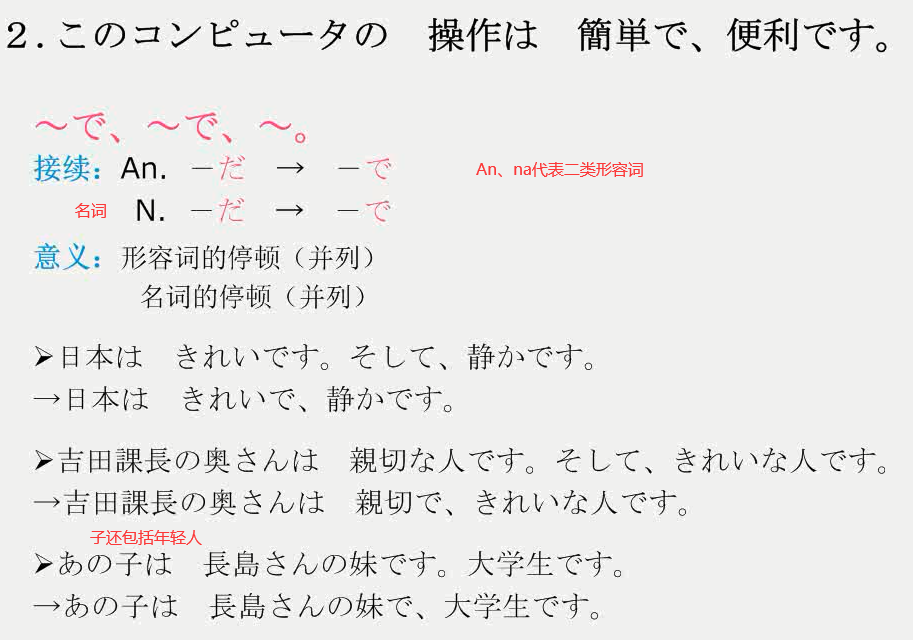 ２．このコンピュータの　操作は　簡単で、便利です。
～で、～で、～。
接续：An. －だ　→　－で　An、na代表二类形容词
名词　N. －だ　→　－で
意义：形容词的停顿（并列）
名词的停顿（并列）
➢日本は　きれいです。そして、静かです。
→日本は　きれいで、静かです。
➢吉田課長の奥さんは　親切な人です。そして、きれいな人です。
→吉田課長の奥さんは　親切で、きれいな人です。
子还包括年轻人
➢あの子は　長島さんの妹です。大学生です。
→あの子は　長島さんの妹で、大学生です。